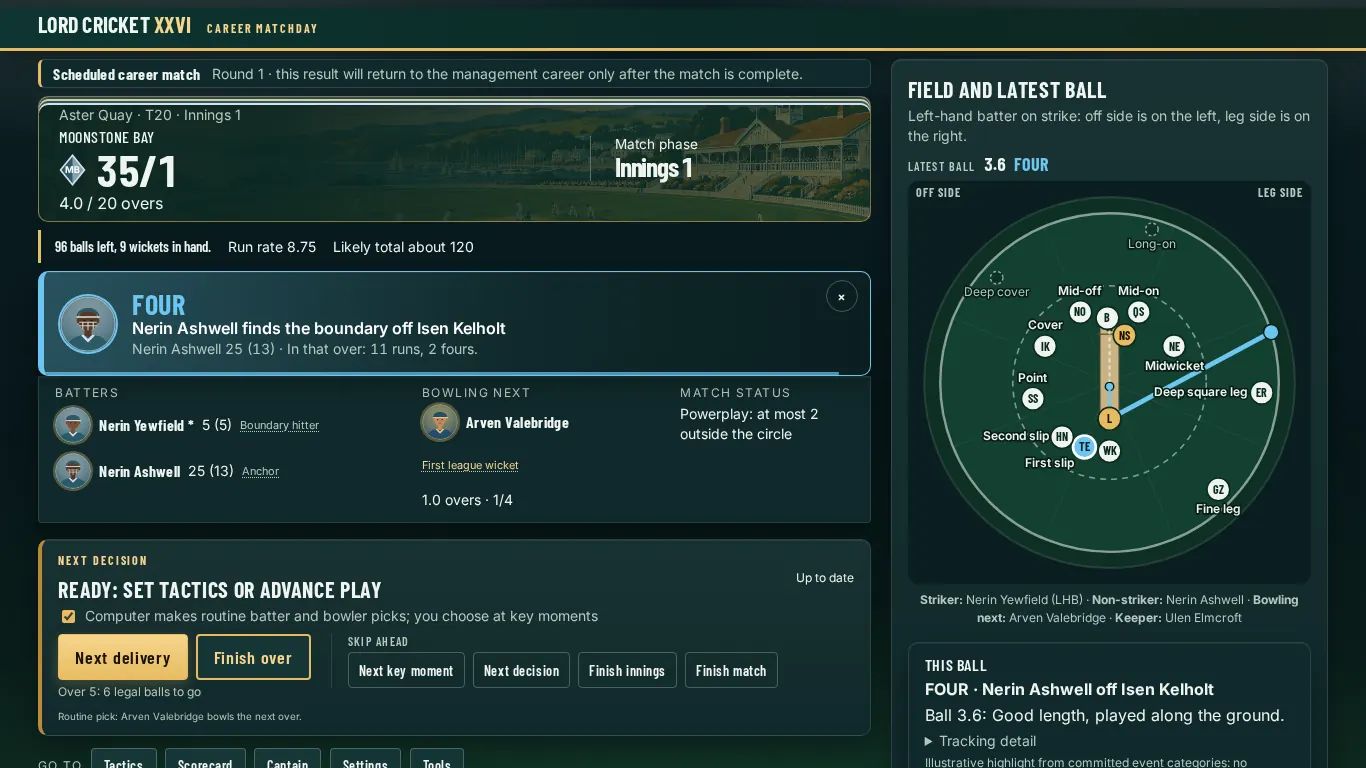 LORD CRICKET XXVI CAREER MATCHDAY
Scheduled career match Round 1 · this result will return to the management career only after the match is complete.
Aster Quay · T20 · Innings 1
MOONSTONE BAY
MB 35/1
4.0 / 20 overs
Match phase
Innings 1
96 balls left, 9 wickets in hand. Run rate 8.75 Likely total about 120
FOUR
Nerin Ashwell finds the boundary off Isen Kelholt
Nerin Ashwell 25 (13) · In that over: 11 runs, 2 fours.
×
BATTERS
Nerin Yewfield * 5 (5) Boundary hitter
Nerin Ashwell 25 (13) Anchor
BOWLING NEXT
Arven Valebridge
First league wicket
1.0 overs · 1/4
MATCH STATUS
Powerplay: at most 2
outside the circle
NEXT DECISION
READY: SET TACTICS OR ADVANCE PLAY
Up to date
Computer makes routine batter and bowler picks; you choose at key moments
Next delivery
Finish over
SKIP AHEAD
Next key moment
Next decision
Finish innings
Finish match
Over 5: 6 legal balls to go
Routine pick: Arven Valebridge bowls the next over.
GO TO
Tactics
Scorecard
Captain
Settings
Tools
FIELD AND LATEST BALL
Left-hand batter on strike: off side is on the left, leg side is on
the right.
LATEST BALL 3.6 FOUR
OFF SIDE
LEG SIDE
Long-on
Deep cover
Mid-off
Mid-on
NO
B
QS
NS
Cover
IK
NE
Midwicket
Point
SS
Deep square leg
ER
L
Second slip
HN
TE
WK
First slip
GZ
Fine leg
Striker: Nerin Yewfield (LHB) · Non-striker: Nerin Ashwell · Bowling
next: Arven Valebridge · Keeper: Ulen Elmcroft
THIS BALL
FOUR · Nerin Ashwell off Isen Kelholt
Ball 3.6: Good length, played along the ground.
Tracking detail
Illustrative highlight from committed event categories: no